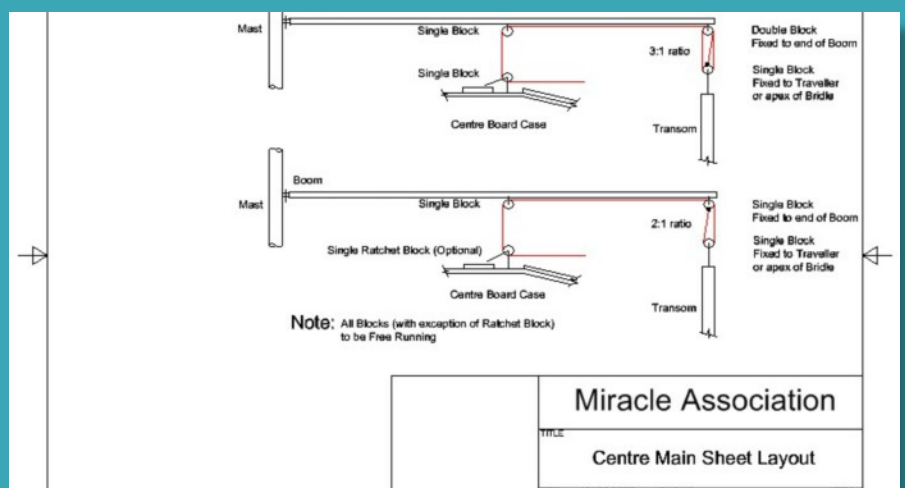 Mast
Single Block
Double Block
Fixed to end of Boom
3:1 ratio
Single Block
Single Block
Fixed to Traveller
or apex of Bridle
Centre Board Case
Transom
Boom
Mast
Single Block
Single Block
Fixed to end of Boom
2:1 ratio
Single Ratchet Block (Optional)
Single Block
Fixed to Traveller
or apex of Bridle
Centre Board Case
Transom
Note: All Blocks (with exception of Ratchet Block)
to be Free Running
Miracle Association
TITLE
Centre Main Sheet Layout